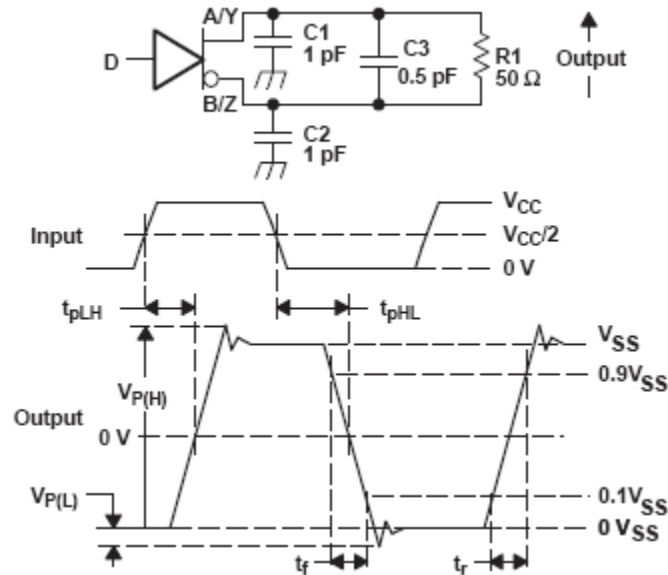 A/Y
C1
1 pF
C3
0.5 pF
R1
50 Ω
Output
D
B/Z
C2
1 pF
Input
VCC
VCC/2
0 V
tpLH
tpHL
VP(H)
VSS
0.9VSS
Output
0 V
VP(L)
0.1VSS
0 VSS
tf
tr